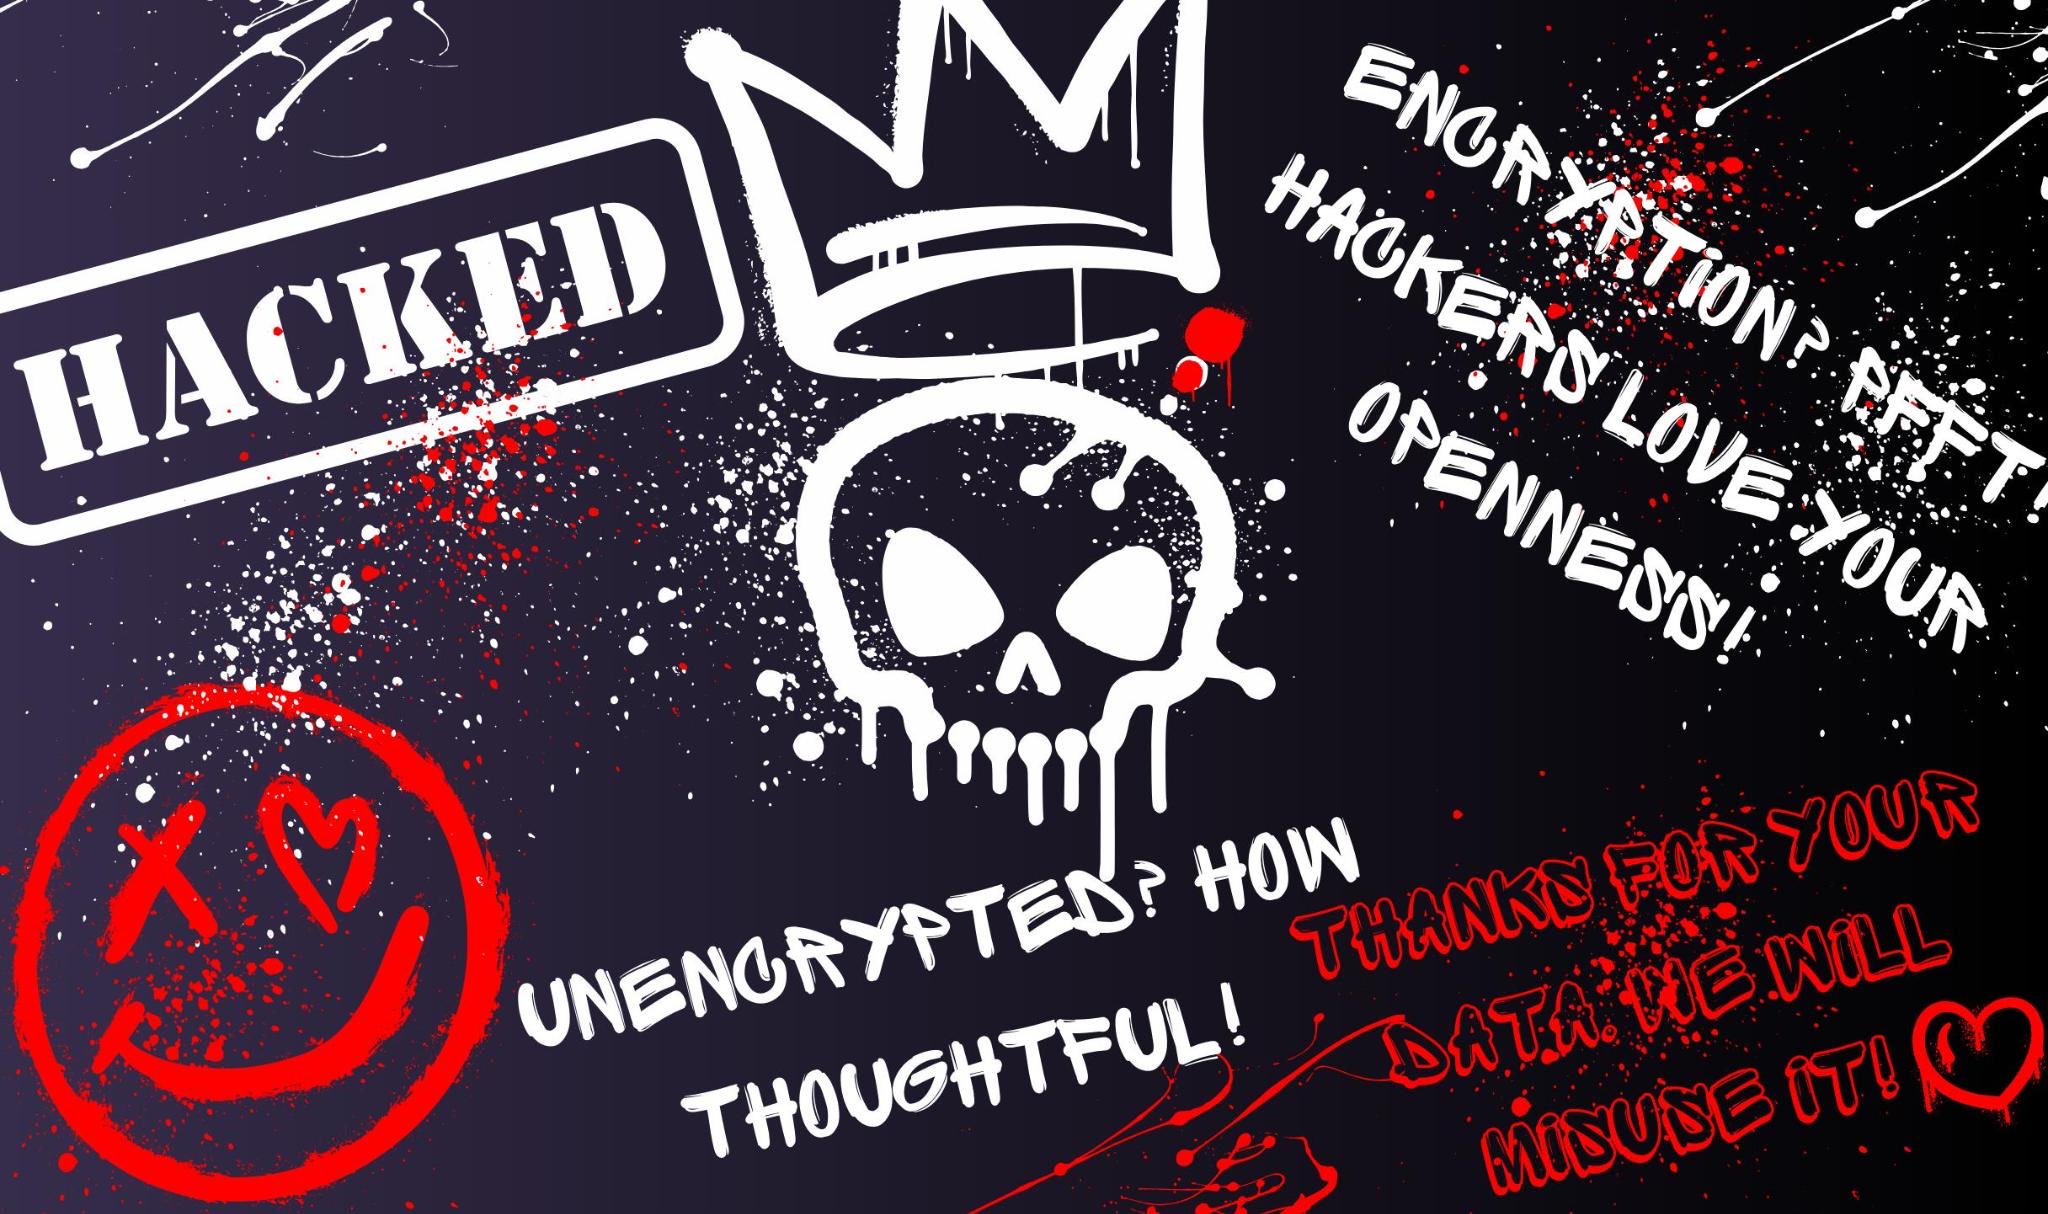 HACKED
ENCRYPTION? PFFT!
HACKERS LOVE YOUR
OPENNESS!
UNENCRYPTED? HOW
THOUGHTFUL!
THANKS FOR YOUR
DATA. WE WiLL
MiSUSE iT!